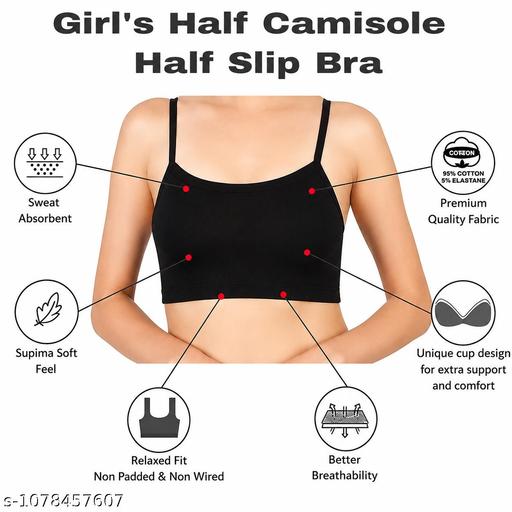 Girl's Half Camisole
Half Slip Bra
Sweat
Absorbent
COTTON
95% COTTON
5% ELASTANE
Premium
Quality Fabric
Supima Soft
Feel
Unique cup design
for extra support
and comfort
Relaxed Fit
Non Padded & Non Wired
Better
Breathability
s-1078457607